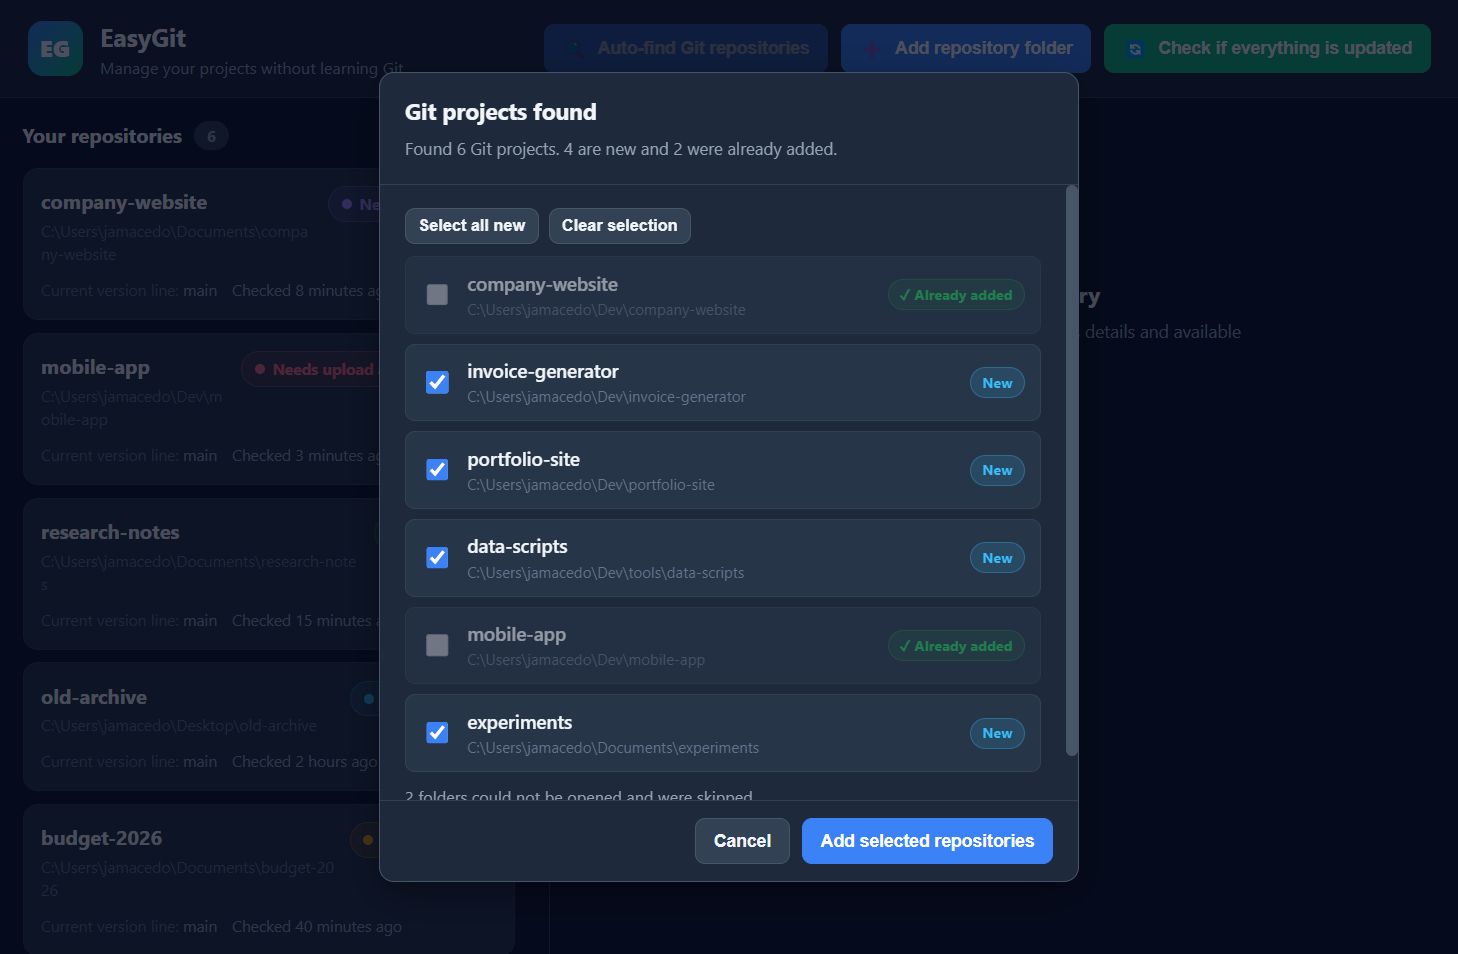 EG
EasyGit
Manage your projects without learning Git
Auto-find Git repositories
Add repository folder
Check if everything is updated
Your repositories 6
company-website
C:\Users\jamacedo\Documents\compa
ny-website
Current version line: main Checked 8 minutes ag
mobile-app
Needs upload
C:\Users\jamacedo\Dev\m
obile-app
Current version line: main Checked 3 minutes ag
research-notes
C:\Users\jamacedo\Documents\research-note
s
Current version line: main Checked 15 minutes a
old-archive
C:\Users\jamacedo\Desktop\old-archive
Current version line: main Checked 2 hours ago
budget-2026
C:\Users\jamacedo\Documents\budget-20
26
Current version line: main Checked 40 minutes ago
Git projects found
Found 6 Git projects. 4 are new and 2 were already added.
Select all new
Clear selection
company-website
C:\Users\jamacedo\Dev\company-website
✓ Already added
invoice-generator
C:\Users\jamacedo\Dev\invoice-generator
New
portfolio-site
C:\Users\jamacedo\Dev\portfolio-site
New
data-scripts
C:\Users\jamacedo\Dev\tools\data-scripts
New
mobile-app
C:\Users\jamacedo\Dev\mobile-app
✓ Already added
experiments
C:\Users\jamacedo\Documents\experiments
New
2 folders could not be opened and were skipped
Cancel
Add selected repositories
ry
details and available